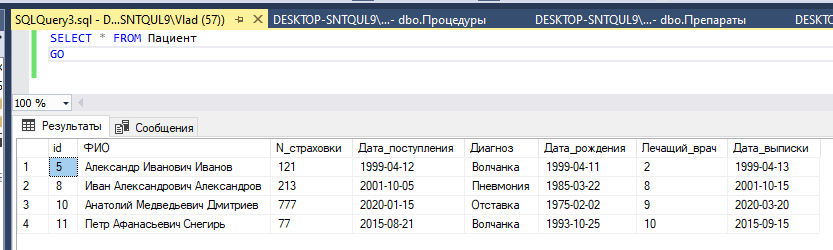 SQLQuery3.sql - D...SNTQUL9\Vlad (57))* DESKTOP-SNTQUL9\...- dbo.Процедуры DESKTOP-SNTQUL9\...- dbo.Препараты DESKTO
SELECT * FROM Пациент
GO
100 %
Результаты Сообщения
id ФИО N_страховки Дата_поступления Диагноз Дата_рождения Лечащий_врач Дата_выписки
1 5 Александр Иванович Иванов 121 1999-04-12 Волчанка 1999-04-11 2 1999-04-13
2 8 Иван Александрович Александров 213 2001-10-05 Пневмония 1985-03-22 8 2001-10-15
3 10 Анатолий Медведьевич Дмитриев 777 2020-01-15 Отставка 1975-02-02 9 2020-03-20
4 11 Петр Афанасьевич Снегирь 77 2015-08-21 Волчанка 1993-10-25 10 2015-09-15